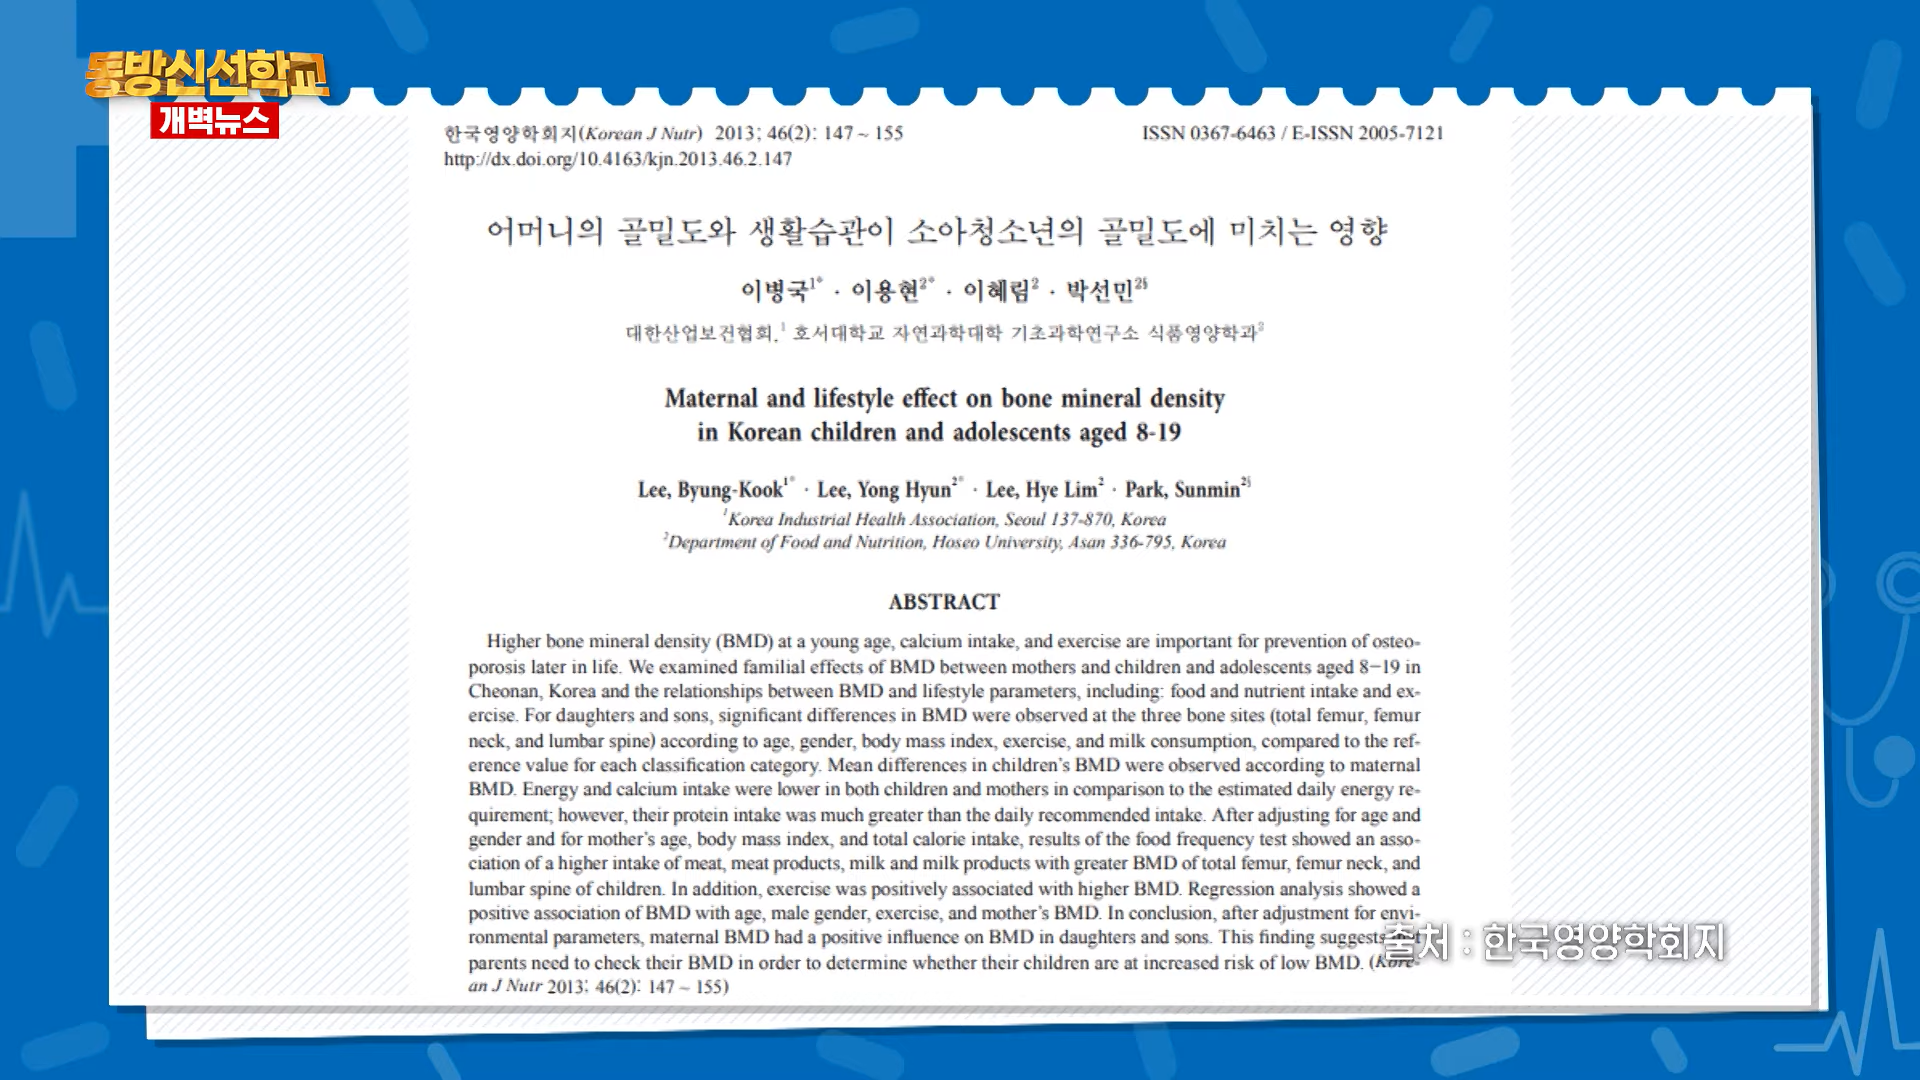 동방신선학교
개벽뉴스
한국영양학회지(Korean J Nutr) 2013; 46(2): 147 ~ 155
ISSN 0367-6463 / E-ISSN 2005-7121
http://dx.doi.org/10.4163/kjn.2013.46.2.147
어머니의 골밀도와 생활습관이 소아청소년의 골밀도에 미치는 영향
이병국1* · 이용현2* · 이혜림2 · 박선민2§
대한산업보건협회,1 호서대학교 자연과학대학 기초과학연구소 식품영양학과2
Maternal and lifestyle effect on bone mineral density
in Korean children and adolescents aged 8-19
Lee, Byung-Kook1* · Lee, Yong Hyun2* · Lee, Hye Lim2 · Park, Sunmin2§
1Korea Industrial Health Association, Seoul 137-870, Korea
2Department of Food and Nutrition, Hoseo University, Asan 336-795, Korea
ABSTRACT
Higher bone mineral density (BMD) at a young age, calcium intake, and exercise are important for prevention of osteo-
porosis later in life. We examined familial effects of BMD between mothers and children and adolescents aged 8−19 in
Cheonan, Korea and the relationships between BMD and lifestyle parameters, including: food and nutrient intake and ex-
ercise. For daughters and sons, significant differences in BMD were observed at the three bone sites (total femur, femur
neck, and lumbar spine) according to age, gender, body mass index, exercise, and milk consumption, compared to the ref-
erence value for each classification category. Mean differences in children's BMD were observed according to maternal
BMD. Energy and calcium intake were lower in both children and mothers in comparison to the estimated daily energy re-
quirement; however, their protein intake was much greater than the daily recommended intake. After adjusting for age and
gender and for mother's age, body mass index, and total calorie intake, results of the food frequency test showed an asso-
ciation of a higher intake of meat, meat products, milk and milk products with greater BMD of total femur, femur neck, and
lumbar spine of children. In addition, exercise was positively associated with higher BMD. Regression analysis showed a
positive association of BMD with age, male gender, exercise, and mother's BMD. In conclusion, after adjustment for envi-
ronmental parameters, maternal BMD had a positive influence on BMD in daughters and sons. This finding suggests
parents need to check their BMD in order to determine whether their children are at increased risk of low BMD. (Kore-
an J Nutr 2013; 46(2): 147 ~ 155)
출처 : 한국영양학회지